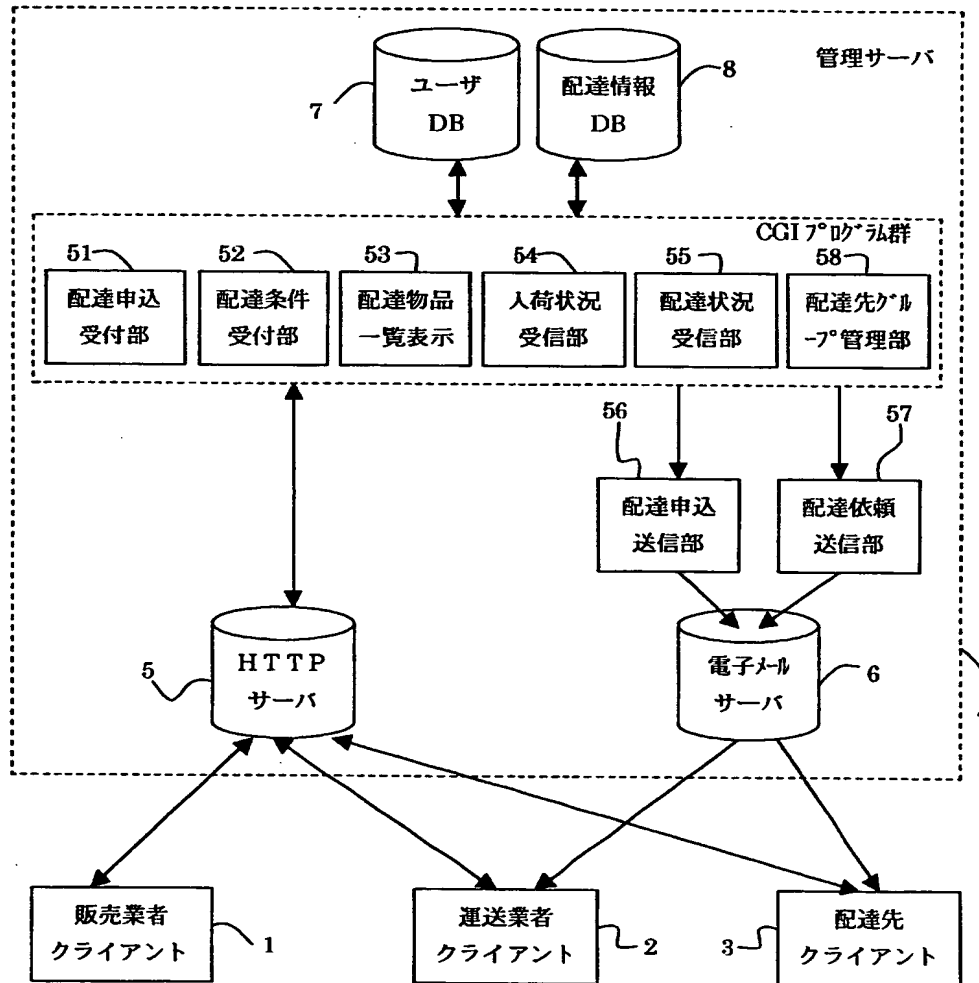 管理サーバ
7
ユーザ
DB
配達情報
DB
8
CGIプログラム群
51
配達申込
受付部
52
配達条件
受付部
53
配達物品
一覧表示
54
入荷状況
受信部
55
配達状況
受信部
58
配達先グル
ープ管理部
56
配達申込
送信部
57
配達依頼
送信部
5
HTTP
サーバ
電子メール
サーバ
6
販売業者
クライアント
1
運送業者
クライアント
2
3
配達先
クライアント